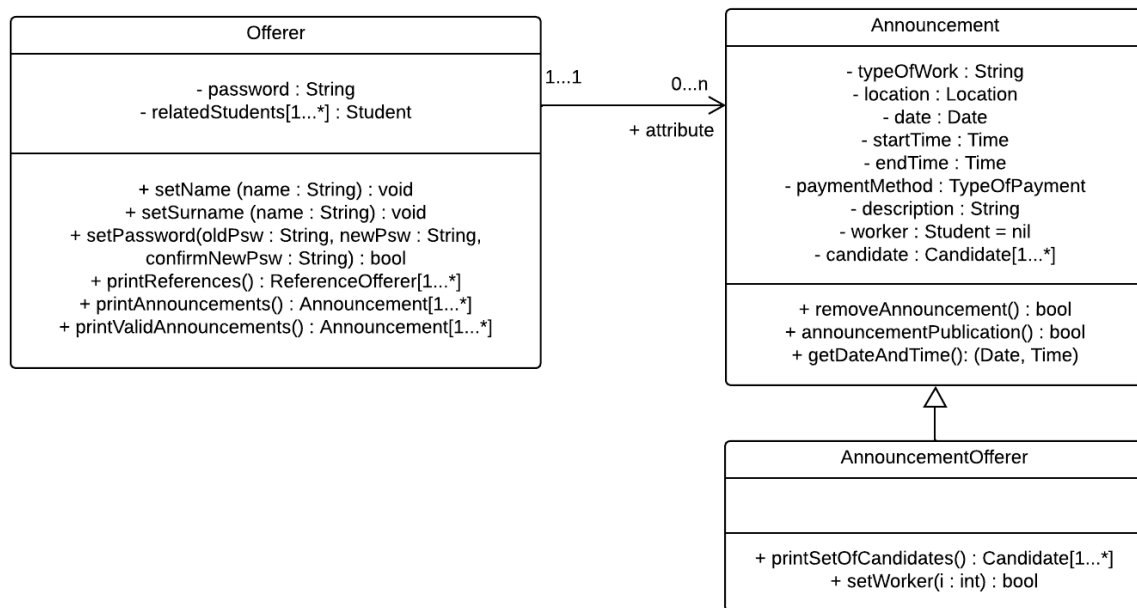 Offerer
- password : String
- relatedStudents[1...*] : Student
+ setName (name : String) : void
+ setSurname (name : String) : void
+ setPassword(oldPsw : String, newPsw : String,
confirmNewPsw : String) : bool
+ printReferences() : ReferenceOfferer[1...*]
+ printAnnouncements() : Announcement[1...*]
+ printValidAnnouncements() : Announcement[1...*]
1...1
0...n
+ attribute
Announcement
- typeOfWork : String
- location : Location
- date : Date
- startTime : Time
- endTime : Time
- paymentMethod : TypeOfPayment
- description : String
- worker : Student = nil
- candidate : Candidate[1...*]
+ removeAnnouncement() : bool
+ announcementPublication() : bool
+ getDateAndTime(): (Date, Time)
AnnouncementOfferer
+ printSetOfCandidates() : Candidate[1...*]
+ setWorker(i : int) : bool